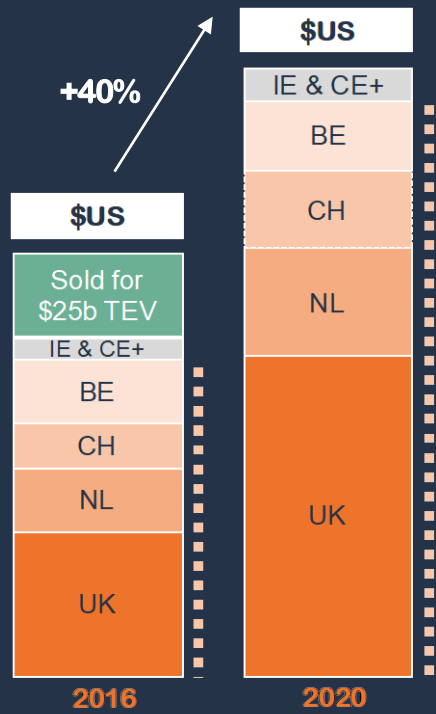 $US
+40%
IE & CE+
BE
CH
NL
UK
2020
$US
Sold for
$25b TEV
IE & CE+
BE
CH
NL
UK
2016